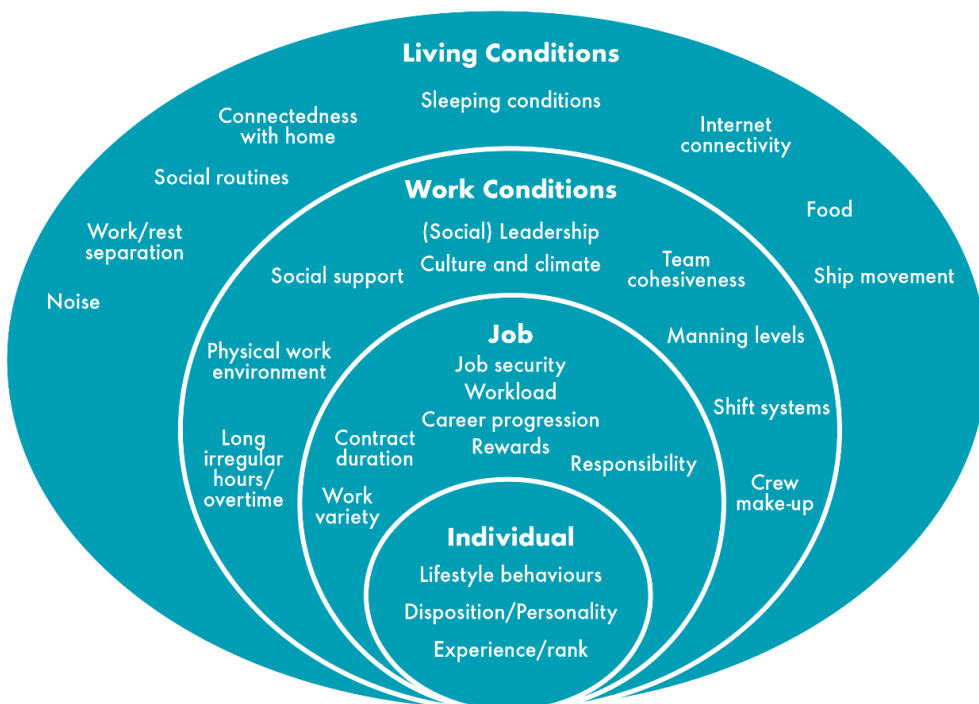 Living Conditions
Sleeping conditions
Connectedness
with home
Internet
connectivity
Social routines
Food
Work/rest
separation
Ship movement
Noise
Work Conditions
(Social) Leadership
Culture and climate
Social support
Team
cohesiveness
Physical work
environment
Manning levels
Shift systems
Long
irregular
hours/
overtime
Crew
make-up
Job
Job security
Workload
Career progression
Rewards
Contract
duration
Responsibility
Work
variety
Individual
Lifestyle behaviours
Disposition/Personality
Experience/rank